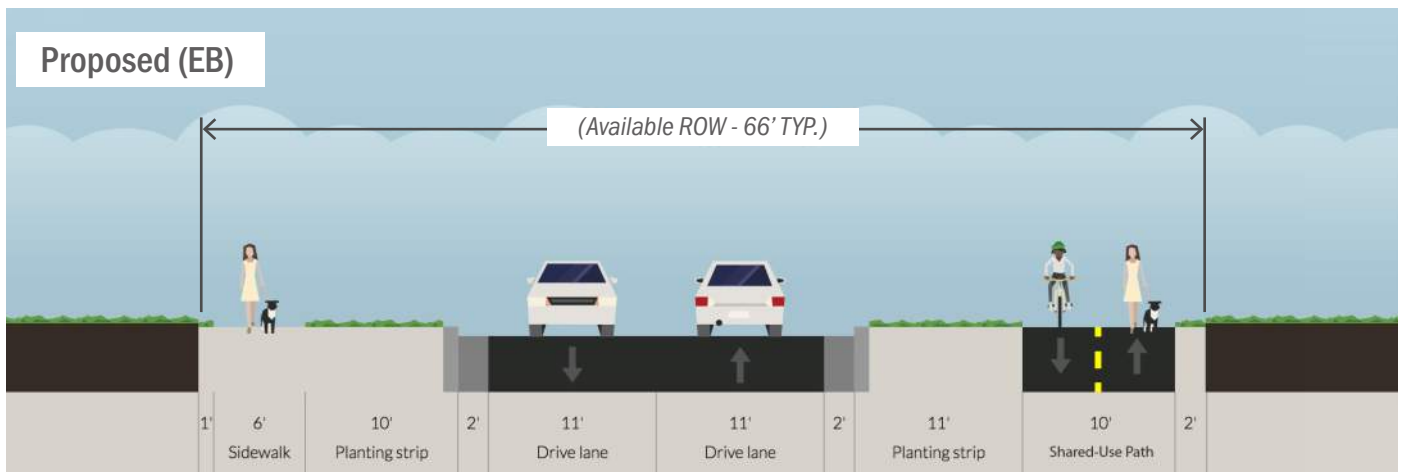 Proposed (EB)
(Available ROW - 66’ TYP.)
1' 6' 10' 2' 11' 11' 2' 11' 10' 2'
Sidewalk Planting strip Drive lane Drive lane Planting strip Shared-Use Path